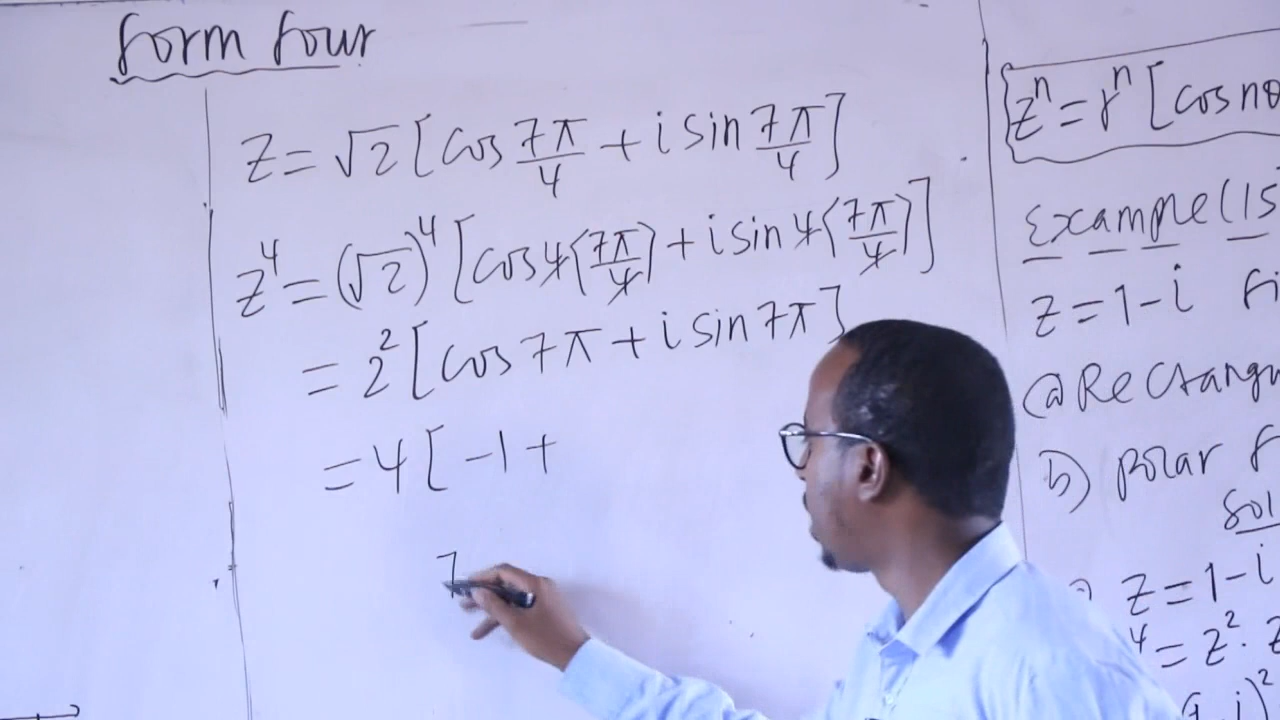 Form Four
z = √2 [cos 7π/4 + i sin 7π/4]
z⁴ = (√2)⁴ [cos 4(7π/4) + i sin 4(7π/4)]
= 2² [cos 7π + i sin 7π]
= 4 [ -1 +
7
zⁿ = rⁿ [cos nθ
Example (15
z = 1 - i Fi
@ Rectangu
b) Polar F
Sol
z = 1 - i
⁴ = z² . z